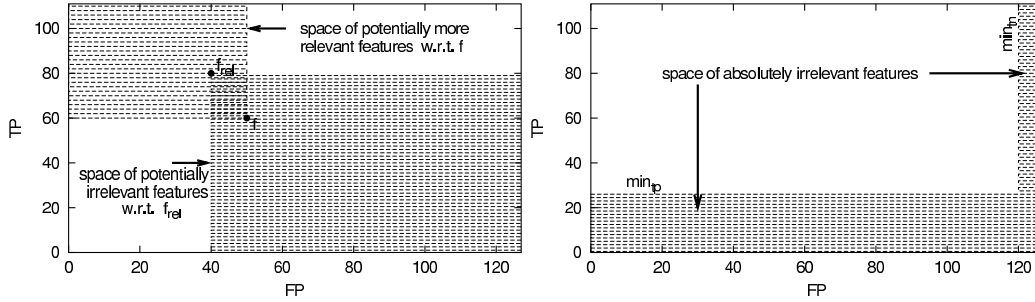 100
80
60
40
20
0
TP
0 20 40 60 80 100 120
FP
space of potentially more
relevant features w.r.t. f
f_rel
f
space of potentially
irrelevant features
w.r.t. f_rel
100
80
60
40
20
0
TP
0 20 40 60 80 100 120
FP
min_tn
space of absolutely irrelevant features
min_tp